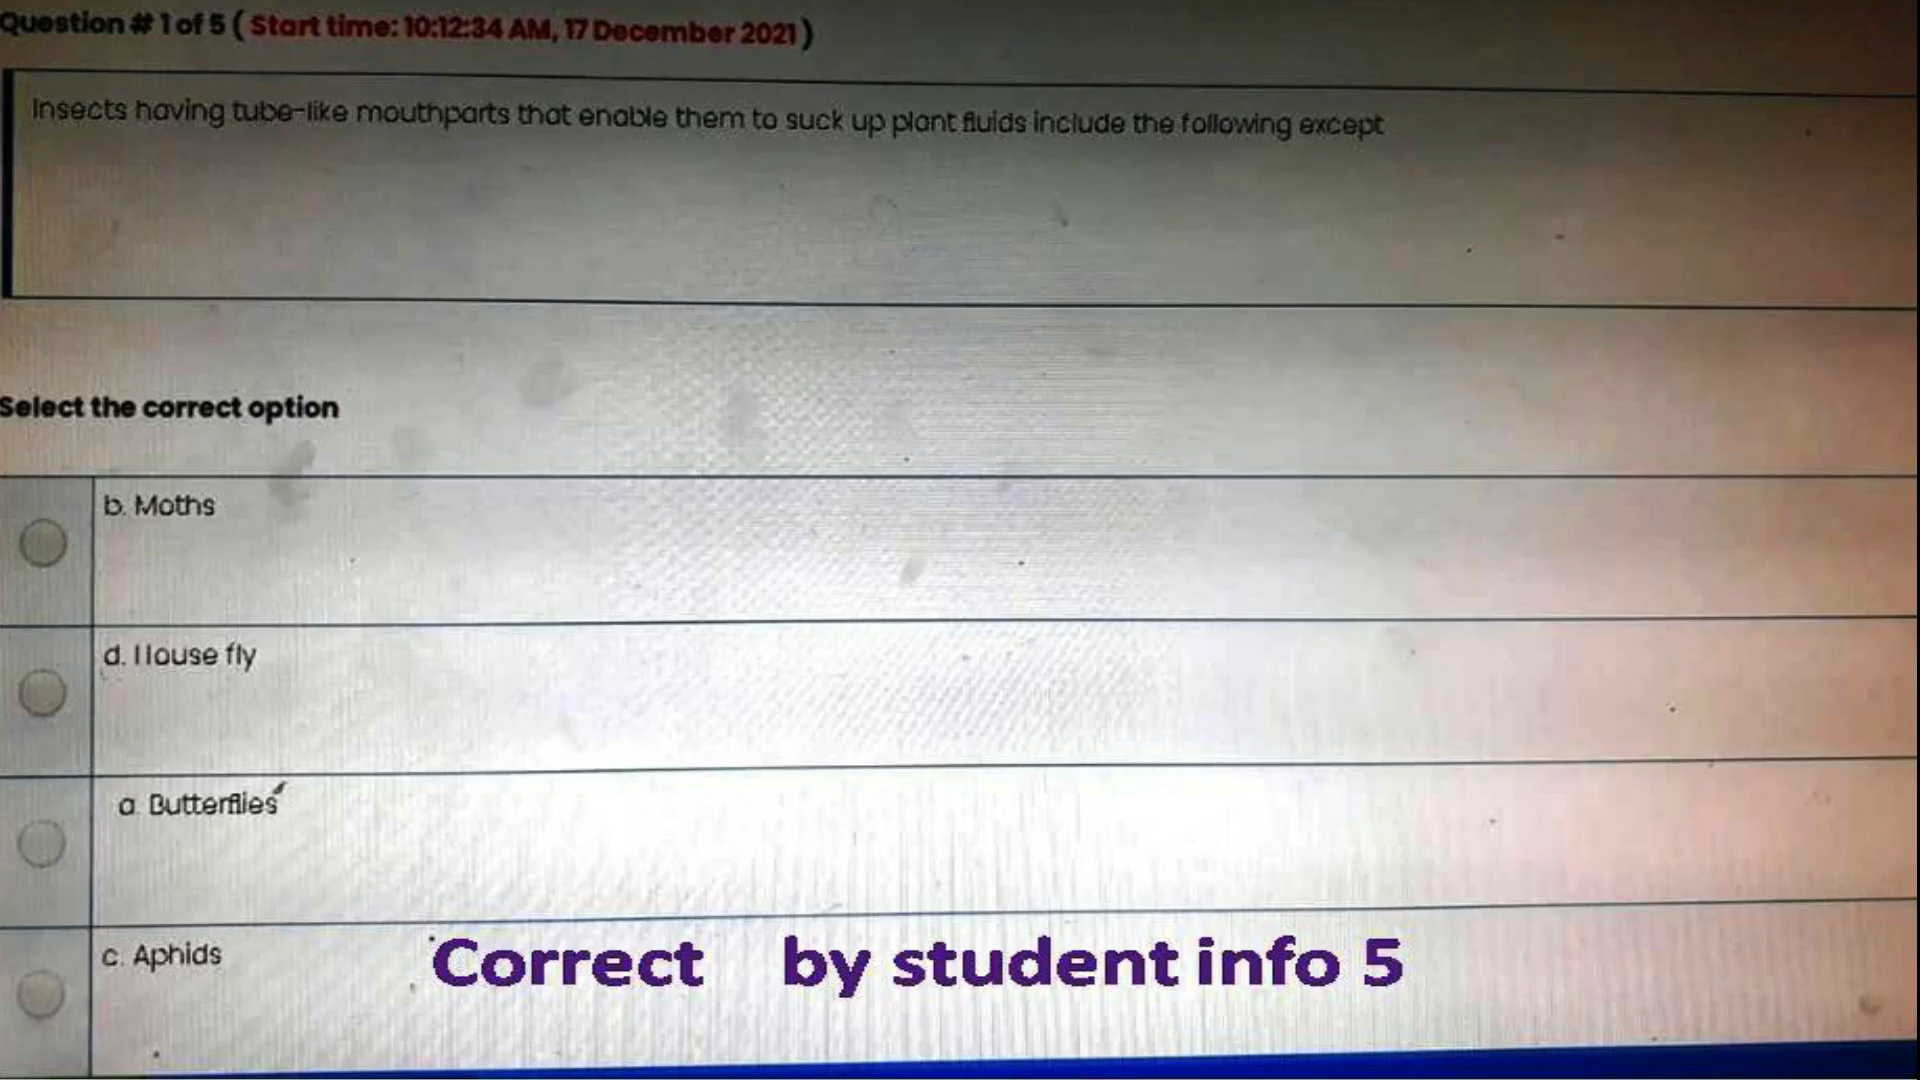 Question # 1 of 5 ( Start time: 10:12:34 AM, 17 December 2021 )
Insects having tube-like mouthparts that enable them to suck up plant fluids include the following except
Select the correct option
b. Moths
d. House fly
a. Butterflies
c. Aphids Correct by student info 5